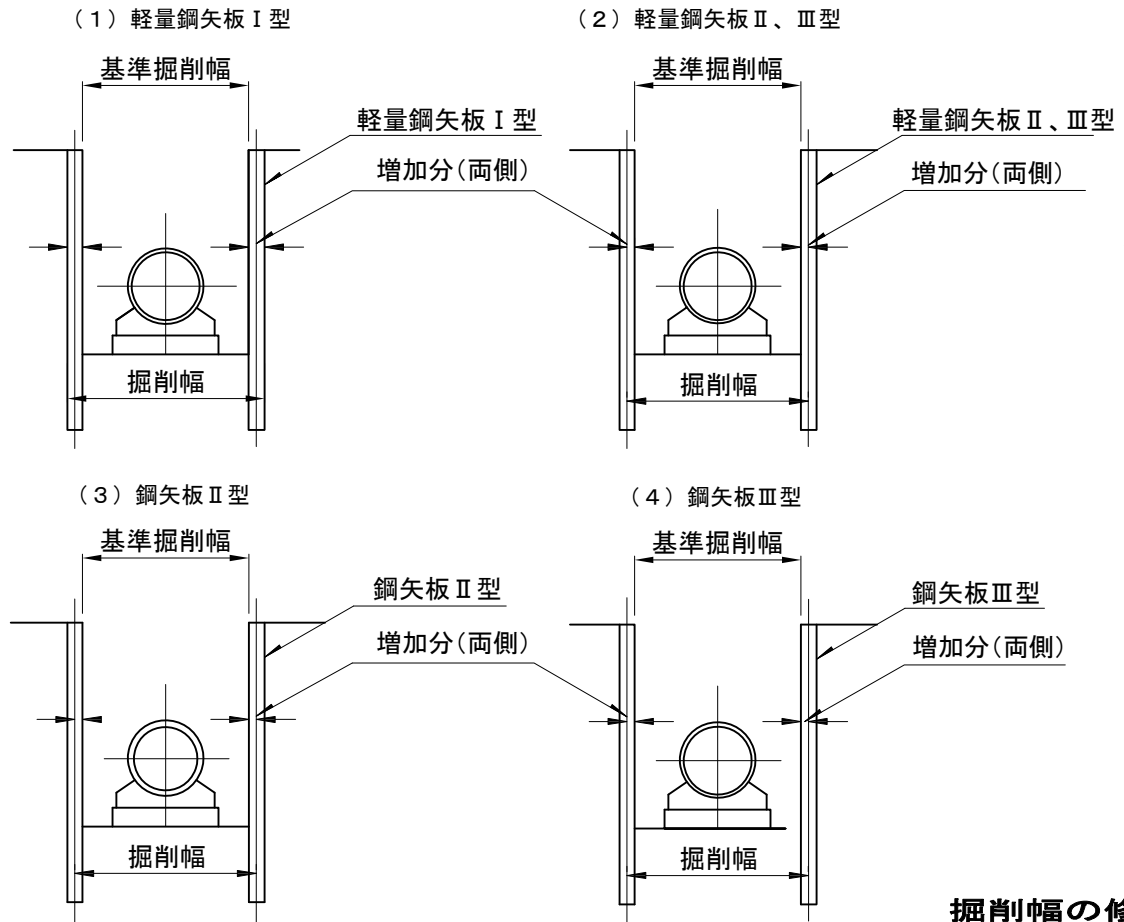 （１）軽量鋼矢板Ⅰ型
基準掘削幅
軽量鋼矢板Ⅰ型
増加分(両側)
掘削幅
（２）軽量鋼矢板Ⅱ、Ⅲ型
基準掘削幅
軽量鋼矢板Ⅱ、Ⅲ型
増加分(両側)
掘削幅
（３）鋼矢板Ⅱ型
基準掘削幅
鋼矢板Ⅱ型
増加分(両側)
掘削幅
（４）鋼矢板Ⅲ型
基準掘削幅
鋼矢板Ⅲ型
増加分(両側)
掘削幅
掘削幅の